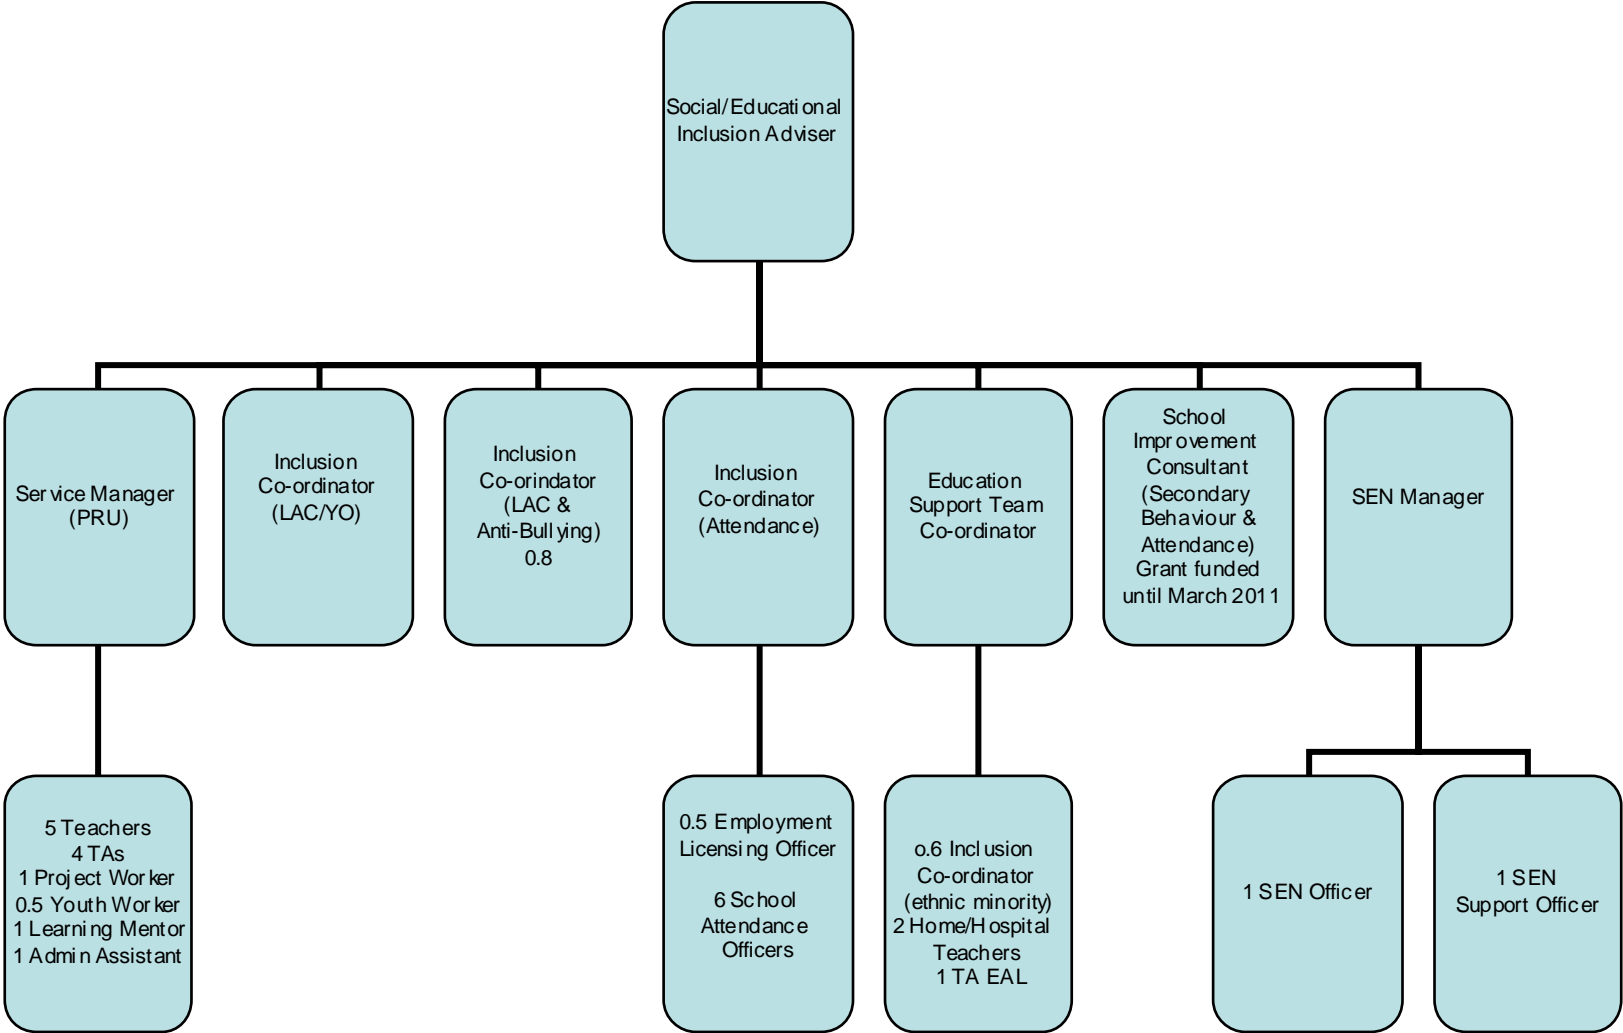 Social/Educational
Inclusion Adviser
Service Manager
(PRU)
Inclusion
Co-ordinator
(LAC/YO)
Inclusion
Co-orindator
(LAC &
Anti-Bullying)
0.8
Inclusion
Co-ordinator
(Attendance)
Education
Support Team
Co-ordinator
School
Improvement
Consultant
(Secondary
Behaviour &
Attendance)
Grant funded
until March 2011
SEN Manager
5 Teachers
4 TAs
1 Project Worker
0.5 Youth Worker
1 Learning Mentor
1 Admin Assistant
0.5 Employment
Licensing Officer
6 School
Attendance
Officers
o.6 Inclusion
Co-ordinator
(ethnic minority)
2 Home/Hospital
Teachers
1 TA EAL
1 SEN Officer
1 SEN
Support Officer